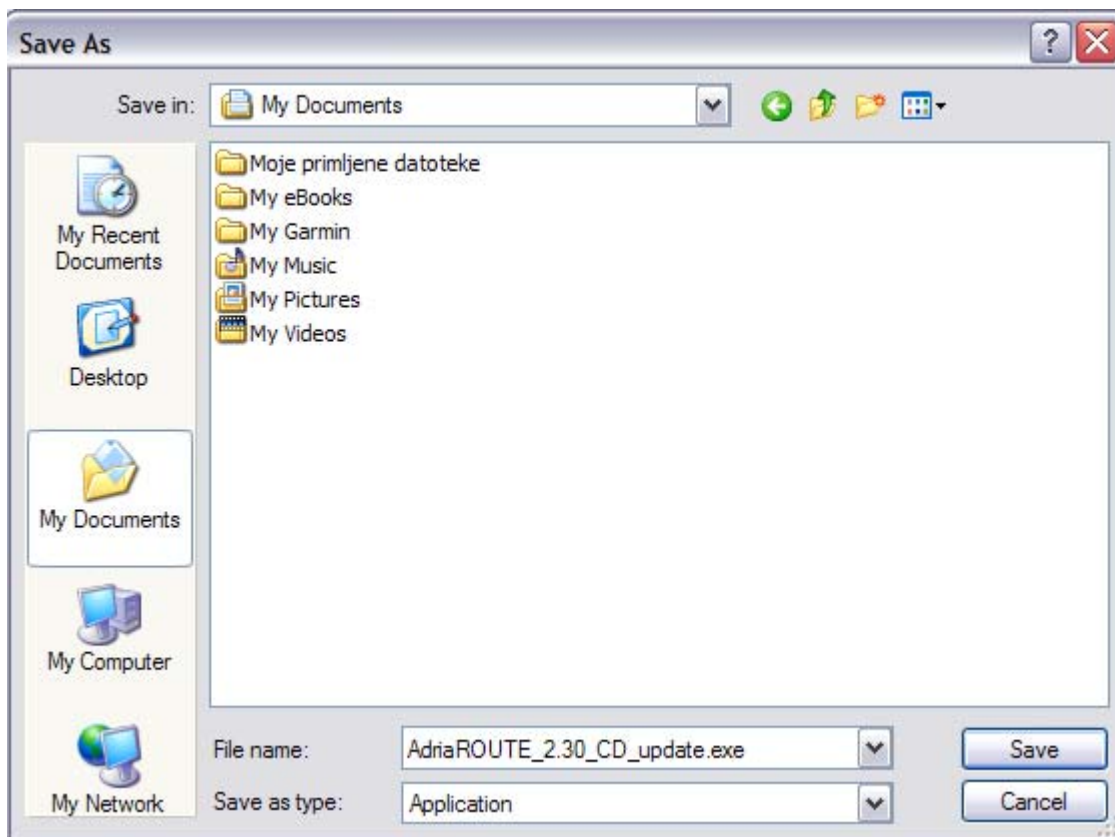 Save As
Save in: My Documents
My Recent
Documents
Desktop
My Documents
My Computer
My Network
Moje primljene datoteke
My eBooks
My Garmin
My Music
My Pictures
My Videos
File name: AdriaROUTE_2.30_CD_update.exe Save
Save as type: Application Cancel